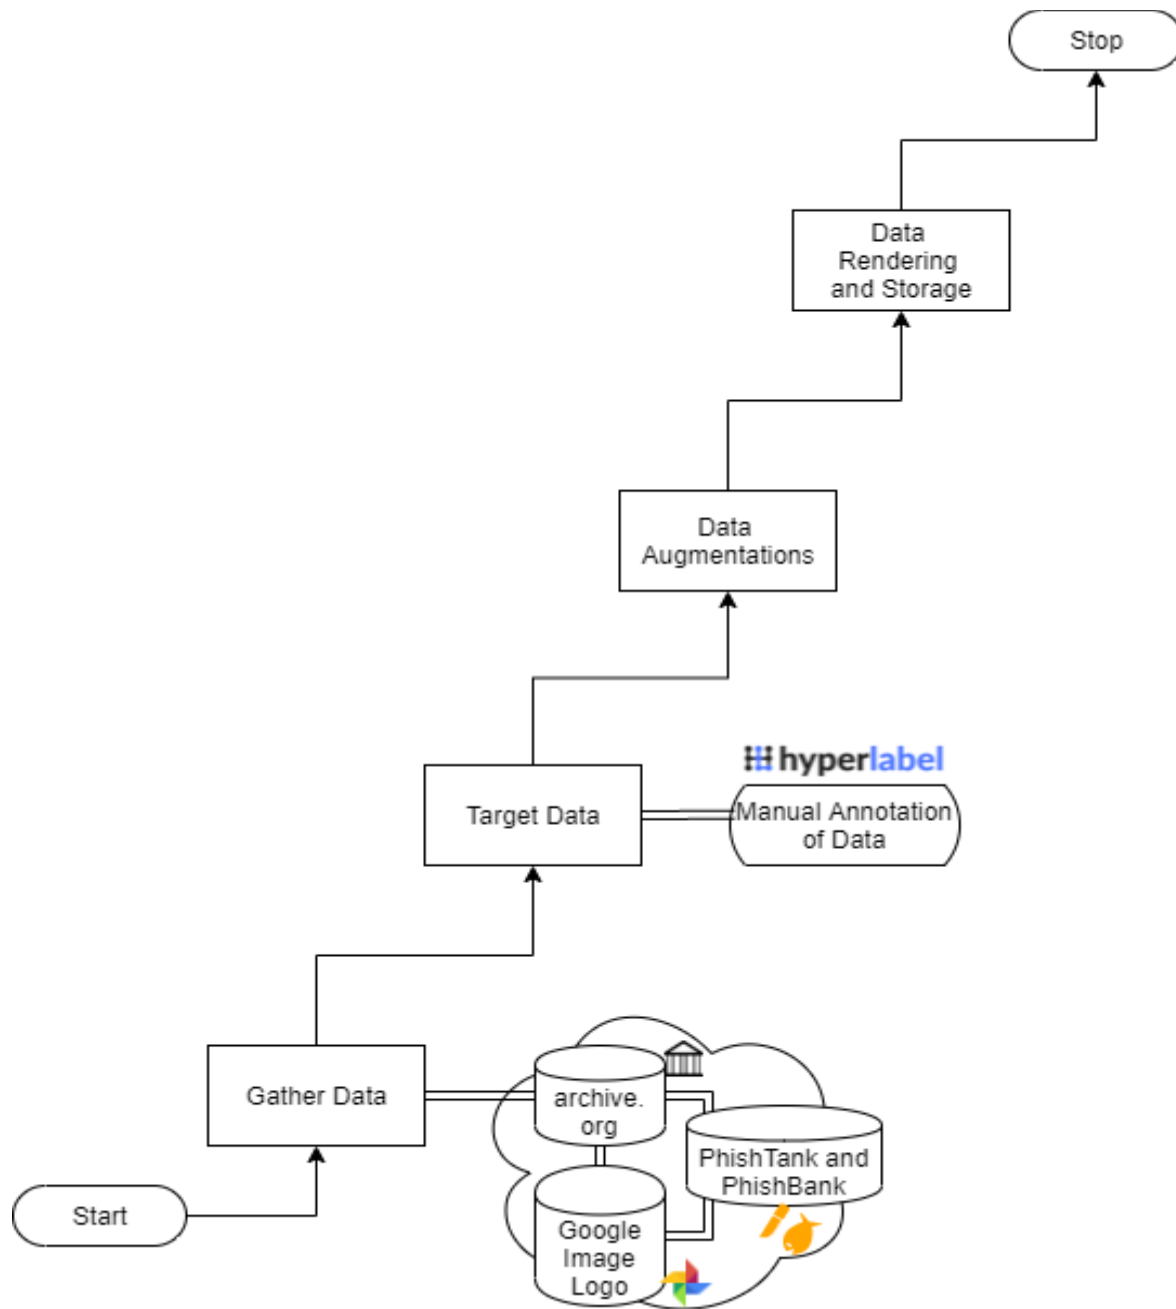 Stop
Data
Rendering
and Storage
Data
Augmentations
hyperlabel
Target Data
Manual Annotation
of Data
Gather Data
archive.
org
PhishTank and
PhishBank
Start
Google
Image
Logo